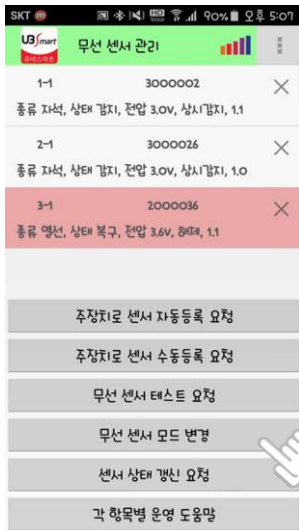 SKT 90% 오후 5:07
UBSmart
유비스마트
무선 센서 관리
1-1 3000002
종류 자석, 상태 감지, 전압 3.0V, 상시감지, 1.1
2-1 3000026
종류 자석, 상태 감지, 전압 3.0V, 상시감지, 1.0
3-1 2000036
종류 열선, 상태 복구, 전압 3.6V, 해제, 1.1
주장치로 센서 자동등록 요청
주장치로 센서 수동등록 요청
무선 센서 테스트 요청
무선 센서 모드 변경
센서 상태 갱신 요청
각 항목별 운영 도움말